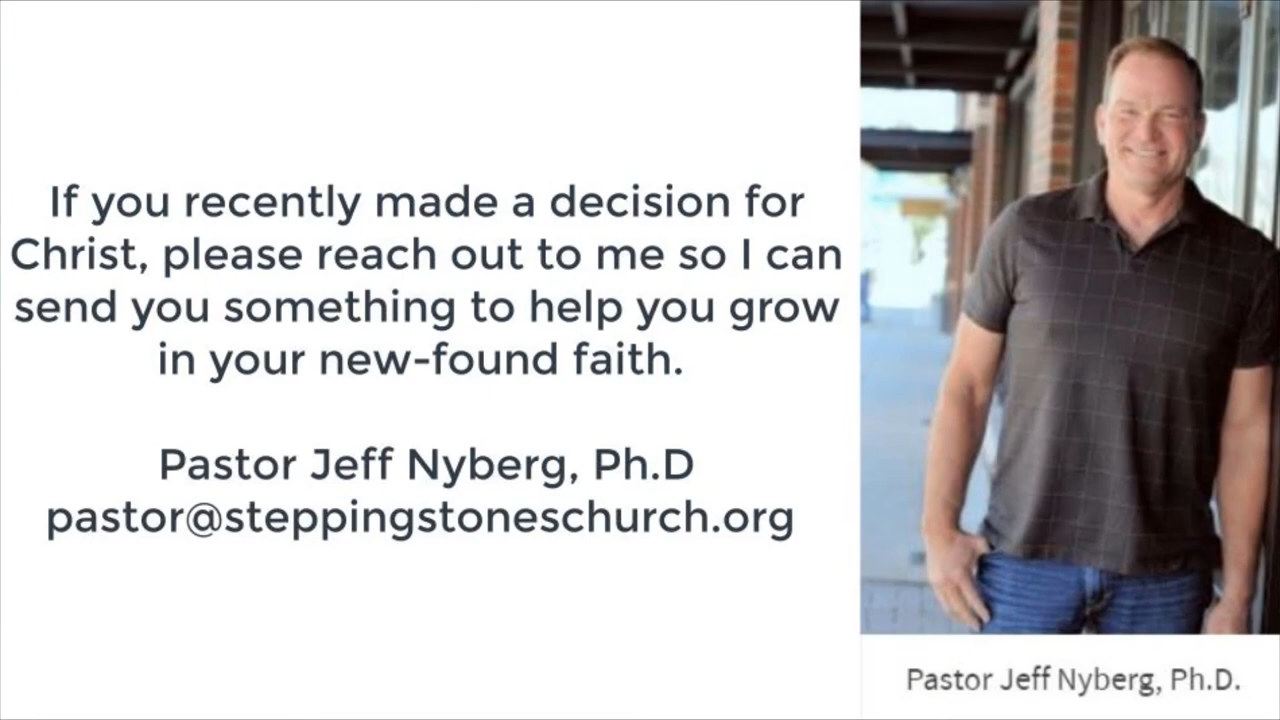 If you recently made a decision for
Christ, please reach out to me so I can
send you something to help you grow
in your new-found faith.
Pastor Jeff Nyberg, Ph.D
pastor@steppingstoneschurch.org
Pastor Jeff Nyberg, Ph.D.